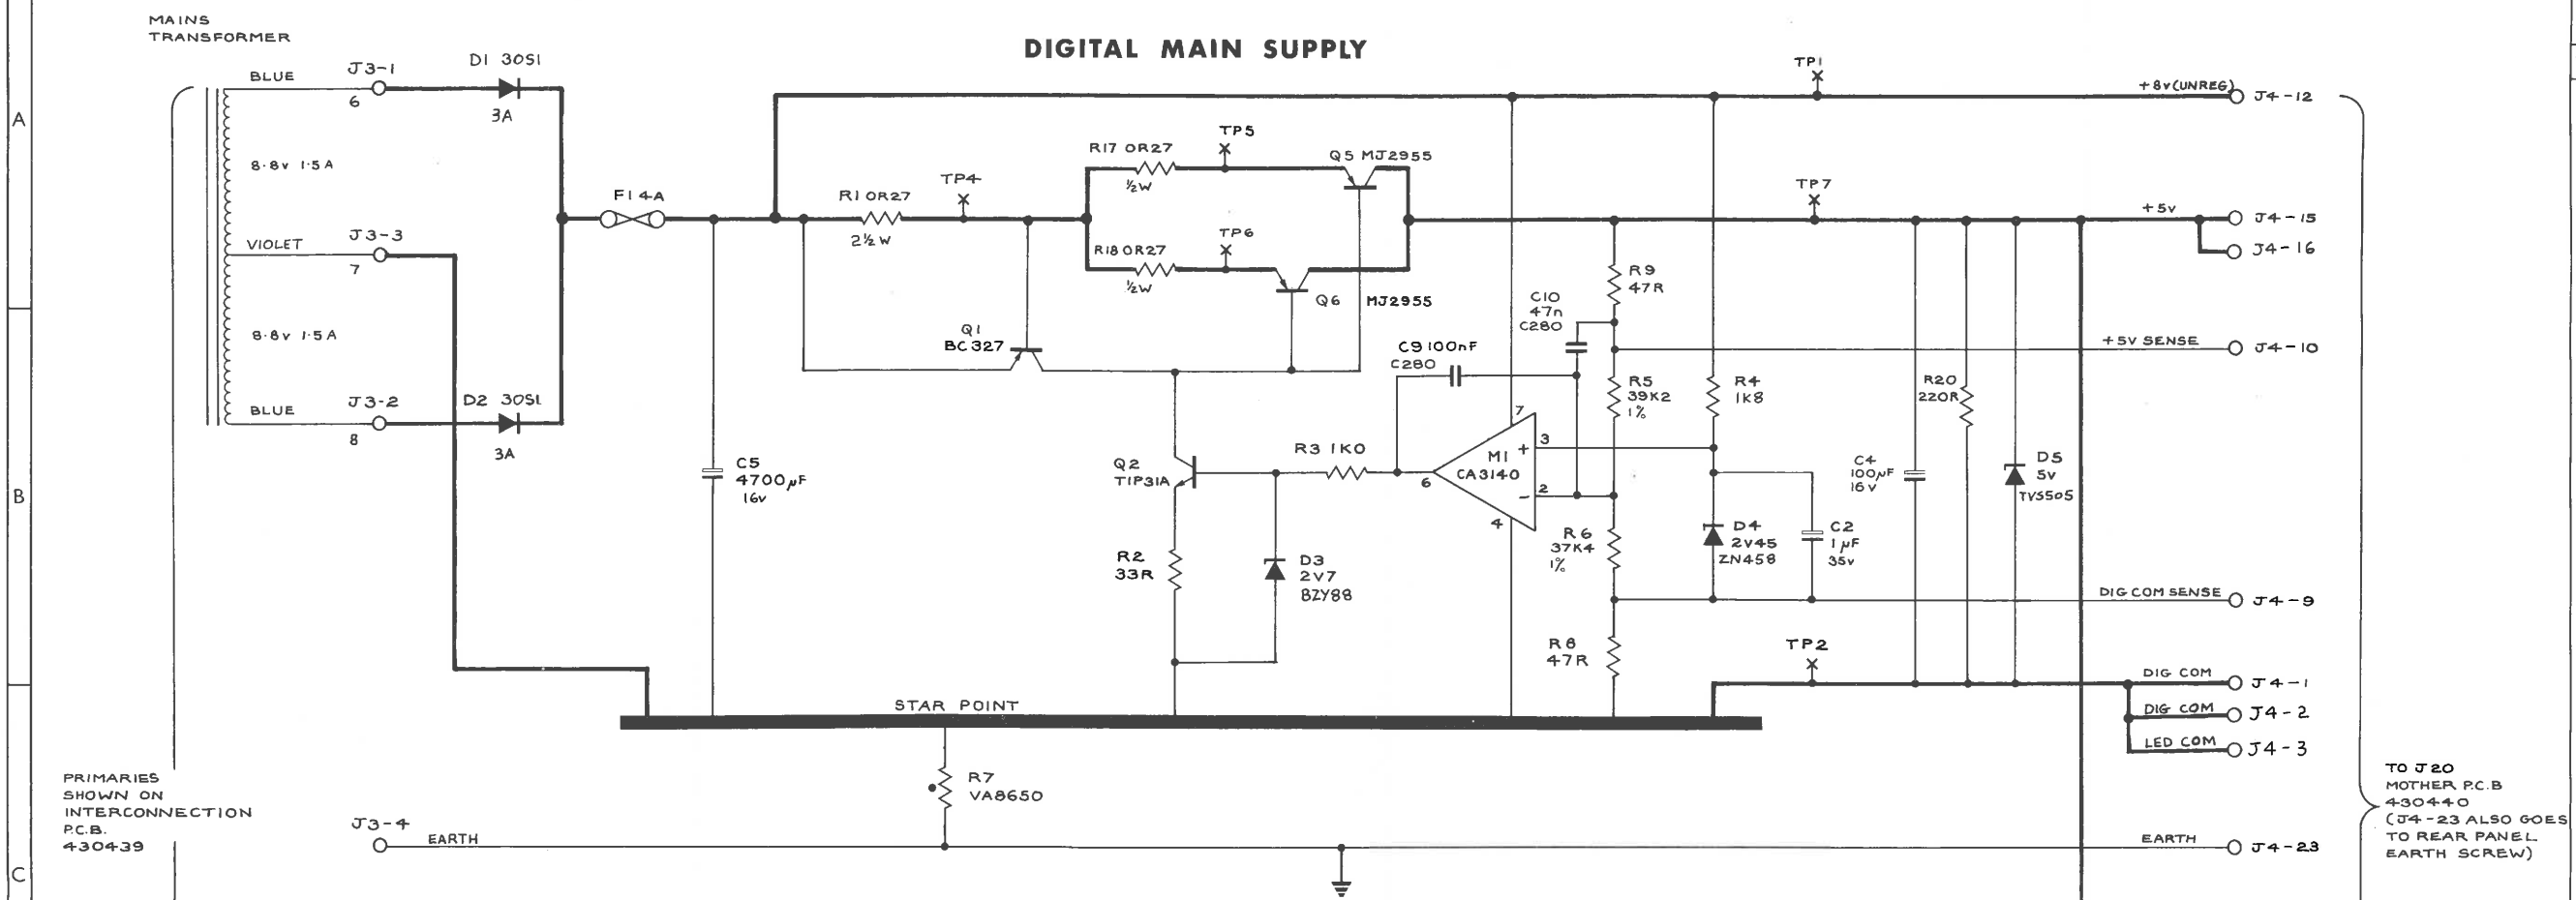 MAINS
TRANSFORMER
DIGITAL MAIN SUPPLY
BLUE
J3-1
6
D1 30S1
3A
8·8v 1·5A
VIOLET
J3-3
7
8·8v 1·5A
BLUE
J3-2
8
D2 30S1
3A
F1 4A
C5
4700µF
16v
R1 0R27
2½W
TP4
R17 0R27
½W
TP5
Q5 MJ2955
R18 0R27
½W
TP6
Q6
MJ2955
Q1
BC327
Q2
TIP31A
R2
33R
D3
2V7
BZY88
R3 1K0
C9 100nF
C280
C10
47n
C280
6
7
M1
CA3140
+
3
–
2
4
R9
47R
R5
39K2
1%
R6
37K4
1%
R8
47R
R4
1K8
D4
2V45
ZN458
C2
1µF
35v
TP1
+8v(UNREG)
J4-12
TP7
+5v
J4-15
J4-16
+5V SENSE
J4-10
R20
220R
C4
100µF
16v
D5
5v
TVS505
DIG COM SENSE
J4-9
TP2
DIG COM
J4-1
DIG COM
J4-2
LED COM
J4-3
STAR POINT
R7
VA8650
J3-4
EARTH
EARTH
J4-23
PRIMARIES
SHOWN ON
INTERCONNECTION
P.C.B.
430439
TO J20
MOTHER P.C.B
430440
(J4-23 ALSO GOES
TO REAR PANEL
EARTH SCREW)
A
B
C